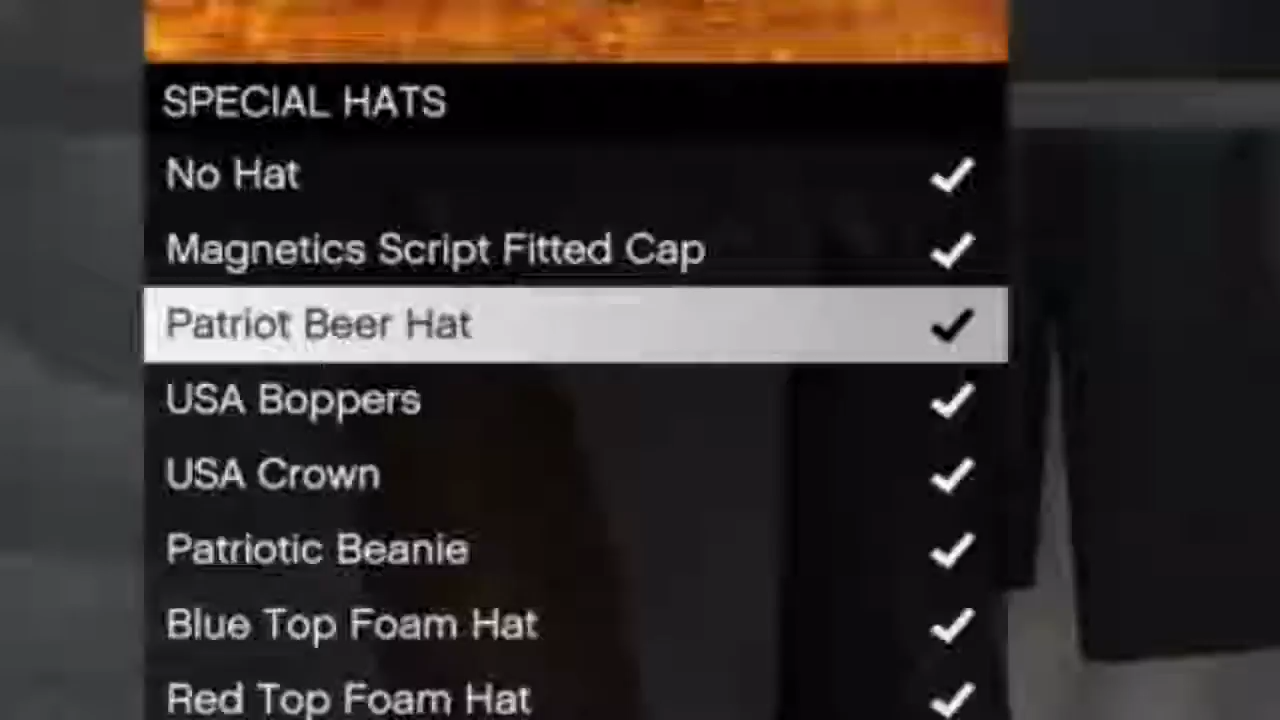 SPECIAL HATS
No Hat
Magnetics Script Fitted Cap
Patriot Beer Hat
USA Boppers
USA Crown
Patriotic Beanie
Blue Top Foam Hat
Red Top Foam Hat